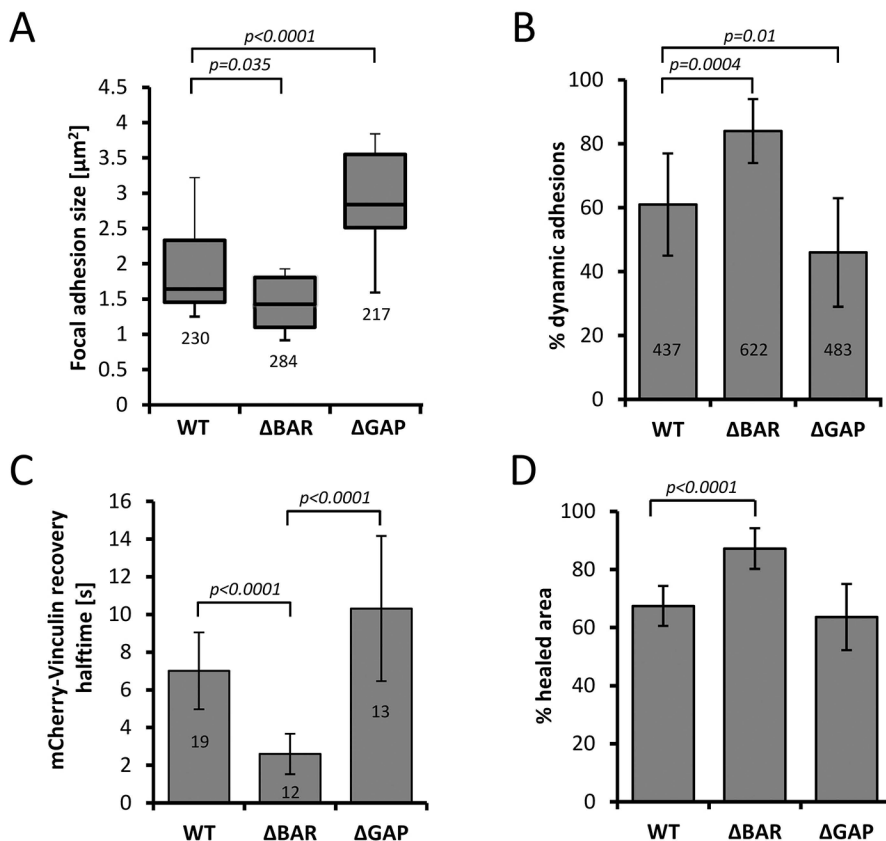 A
p<0.0001
p=0.035
Focal adhesion size [µm²]
4.5
4
3.5
3
2.5
2
1.5
1
0.5
0
230
284
217
WT ΔBAR ΔGAP
B
p=0.01
p=0.0004
% dynamic adhesions
100
80
60
40
20
0
437 622 483
WT ΔBAR ΔGAP
C
p<0.0001
p<0.0001
mCherry-Vinculin recovery
halftime [s]
16
14
12
10
8
6
4
2
0
19
12
13
WT ΔBAR ΔGAP
D
p<0.0001
% healed area
100
80
60
40
20
0
WT ΔBAR ΔGAP